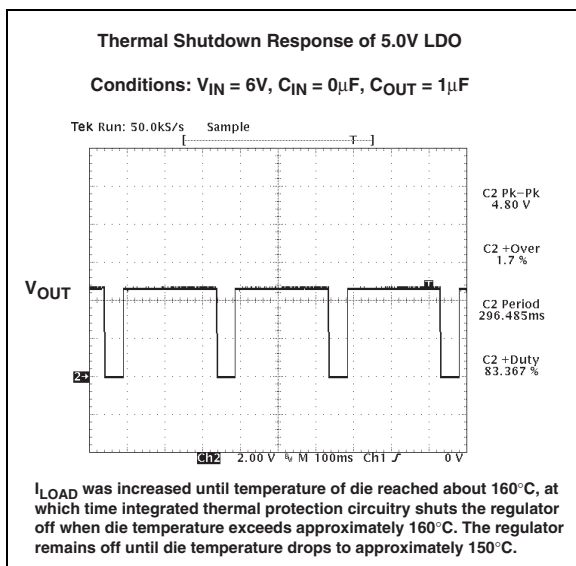 Thermal Shutdown Response of 5.0V LDO
Conditions: VIN = 6V, CIN = 0μF, COUT = 1μF
Tek Run: 50.0kS/s Sample
[ T ]
C2 Pk-Pk
4.80 V
C2 +Over
1.7 %
VOUT
T
C2 Period
296.485ms
C2 +Duty
83.367 %
2→
Ch2 2.00 V M 100ms Ch1 0 V
ILOAD was increased until temperature of die reached about 160°C, at
which time integrated thermal protection circuitry shuts the regulator
off when die temperature exceeds approximately 160°C. The regulator
remains off until die temperature drops to approximately 150°C.